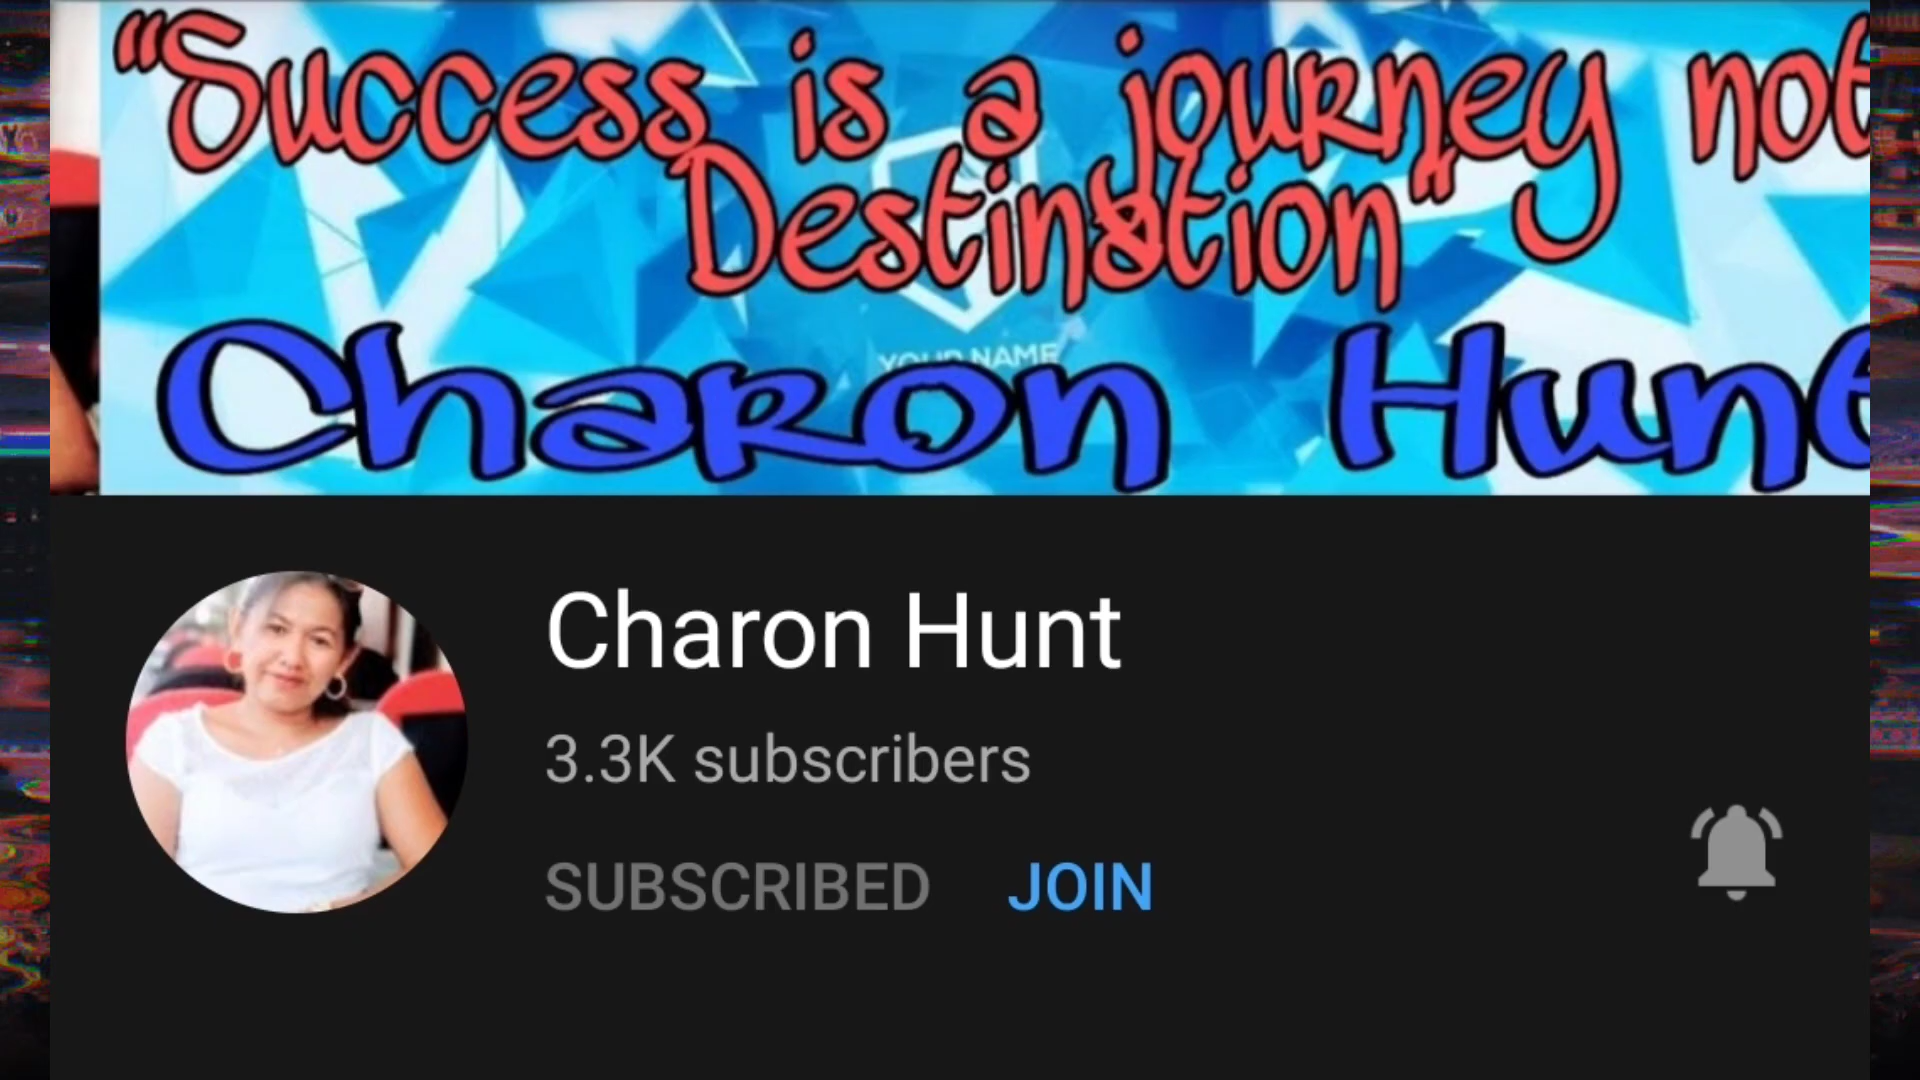 "Success is a journey not
Destination"
YOUR NAME
Charon Hunt
Charon Hunt
3.3K subscribers
SUBSCRIBED JOIN